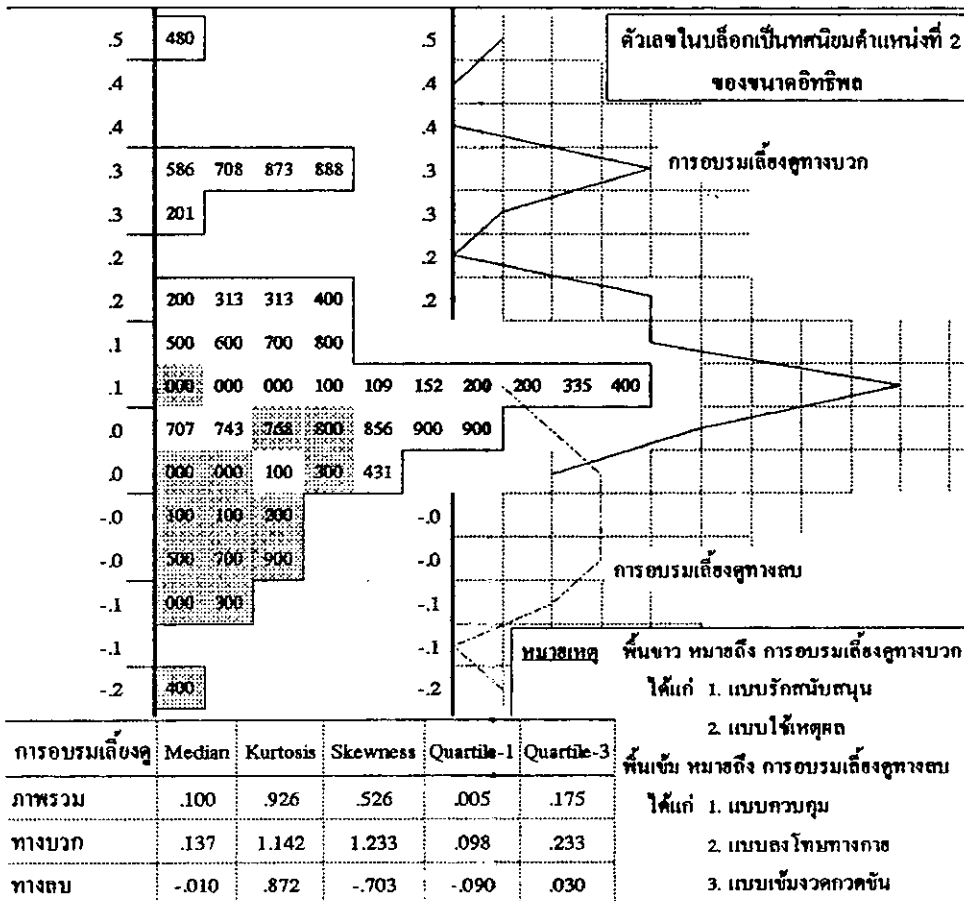 ตัวเลขในบล็อกเป็นทศนิยมตำแหน่งที่ 2
ของขนาดอิทธิพล
.5 480 .5
.4 .4
.4 .4
.3 586 708 873 888 .3
การอบรมเลี้ยงดูทางบวก
.3 201 .3
.2 .2
.2 200 313 313 400 .2
.1 500 600 700 800
.1 000 000 000 100 109 152 200 200 335 400
.0 707 743 768 800 856 900 900
.0 000 000 100 300 431
-.0 100 100 200 -.0
-.0 500 700 900 -.0
การอบรมเลี้ยงดูทางลบ
-.1 000 300 -.1
-.1 -.1
-.2 400 -.2
หมายเหตุ พื้นขาว หมายถึง การอบรมเลี้ยงดูทางบวก
ได้แก่ 1. แบบรักสนับสนุน
2. แบบใช้เหตุผล
พื้นเข้ม หมายถึง การอบรมเลี้ยงดูทางลบ
ได้แก่ 1. แบบควบคุม
2. แบบลงโทษทางกาย
3. แบบเข้มงวดกวดขัน
การอบรมเลี้ยงดู Median Kurtosis Skewness Quartile-1 Quartile-3
ภาพรวม .100 .926 .526 .005 .175
ทางบวก .137 1.142 1.233 .098 .233
ทางลบ -.010 .872 -.703 -.090 .030